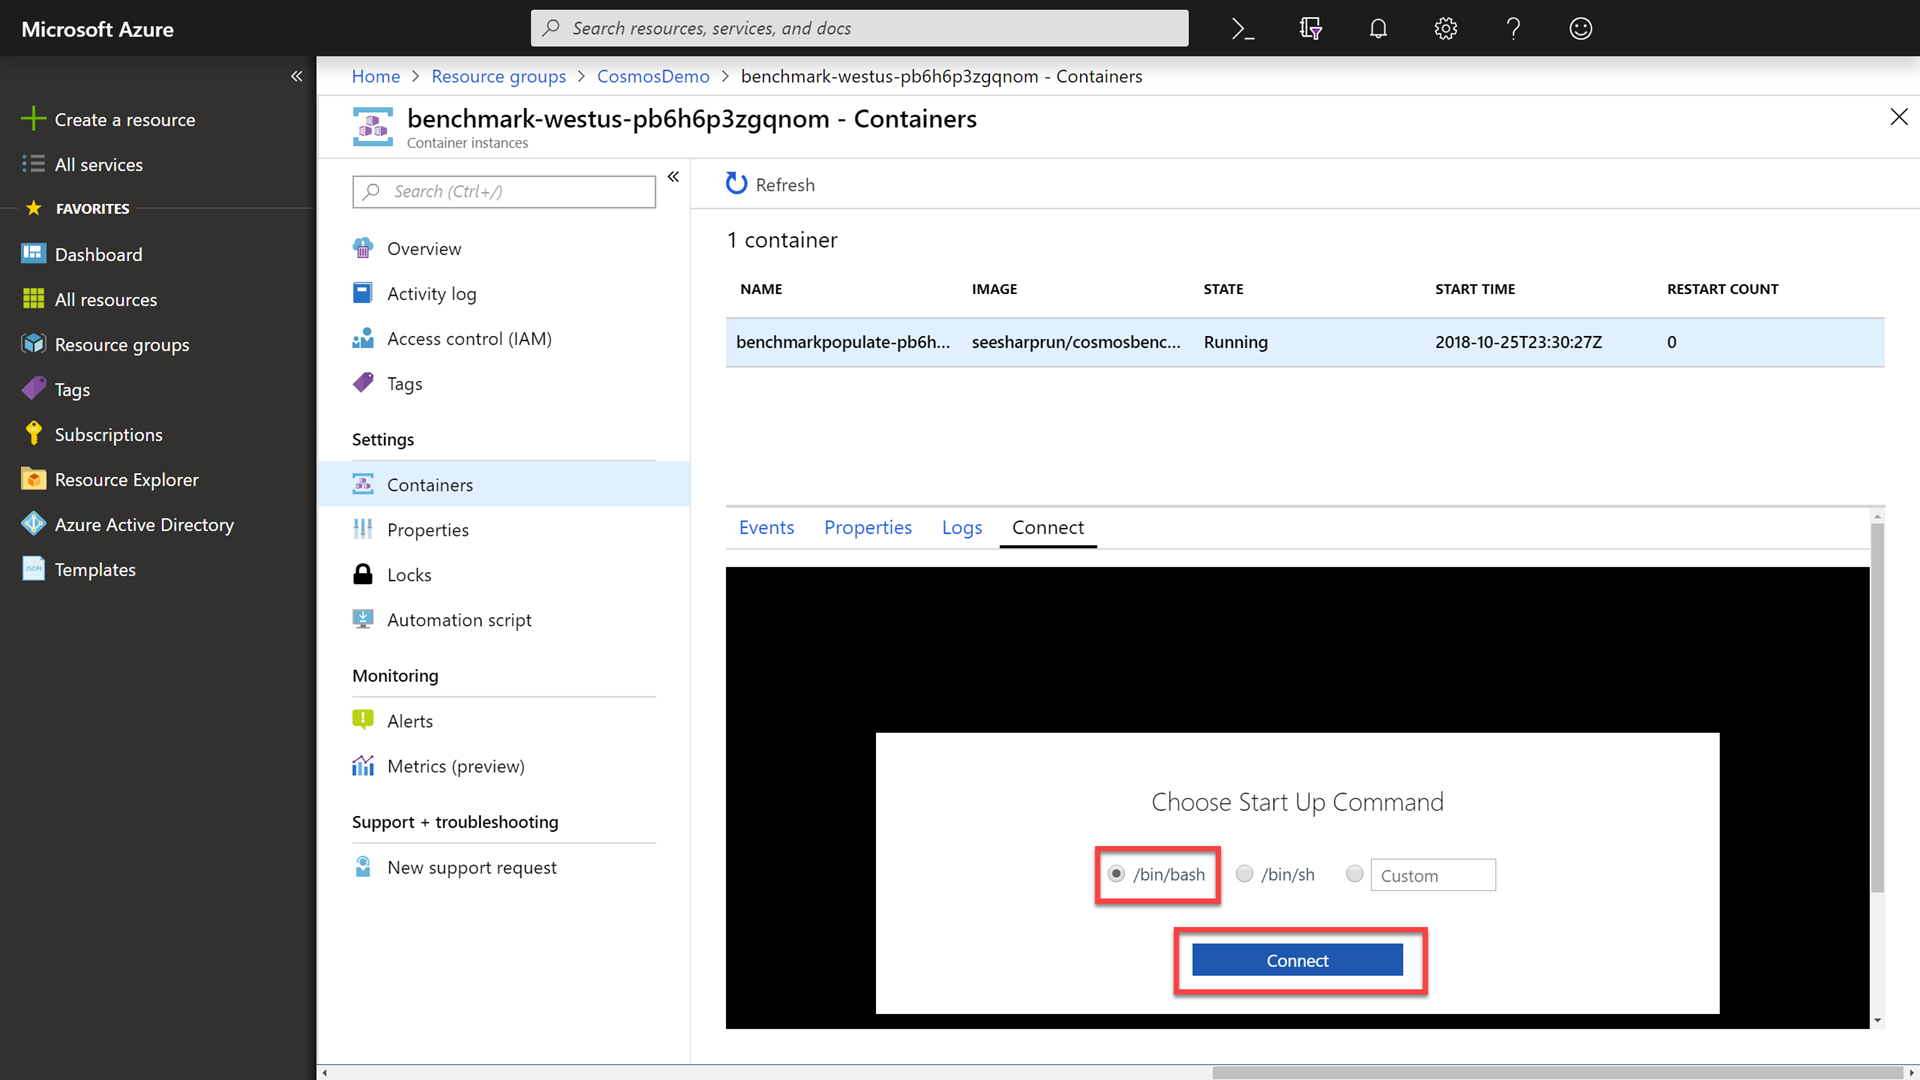 Microsoft Azure
Search resources, services, and docs
Create a resource
All services
FAVORITES
Dashboard
All resources
Resource groups
Tags
Subscriptions
Resource Explorer
Azure Active Directory
Templates
Home > Resource groups > CosmosDemo > benchmark-westus-pb6h6p3zgqnom - Containers
benchmark-westus-pb6h6p3zgqnom - Containers
Container instances
Search (Ctrl+/)
Overview
Activity log
Access control (IAM)
Tags
Settings
Containers
Properties
Locks
Automation script
Monitoring
Alerts
Metrics (preview)
Support + troubleshooting
New support request
Refresh
1 container
NAME IMAGE STATE START TIME RESTART COUNT
benchmarkpopulate-pb6h... seesharprun/cosmosbenc... Running 2018-10-25T23:30:27Z 0
Events Properties Logs Connect
Choose Start Up Command
/bin/bash /bin/sh Custom
Connect